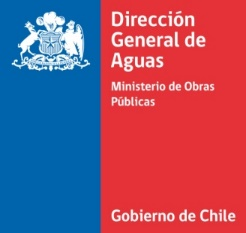 Dirección
General de
Aguas
Ministerio de Obras
Públicas
Gobierno de Chile